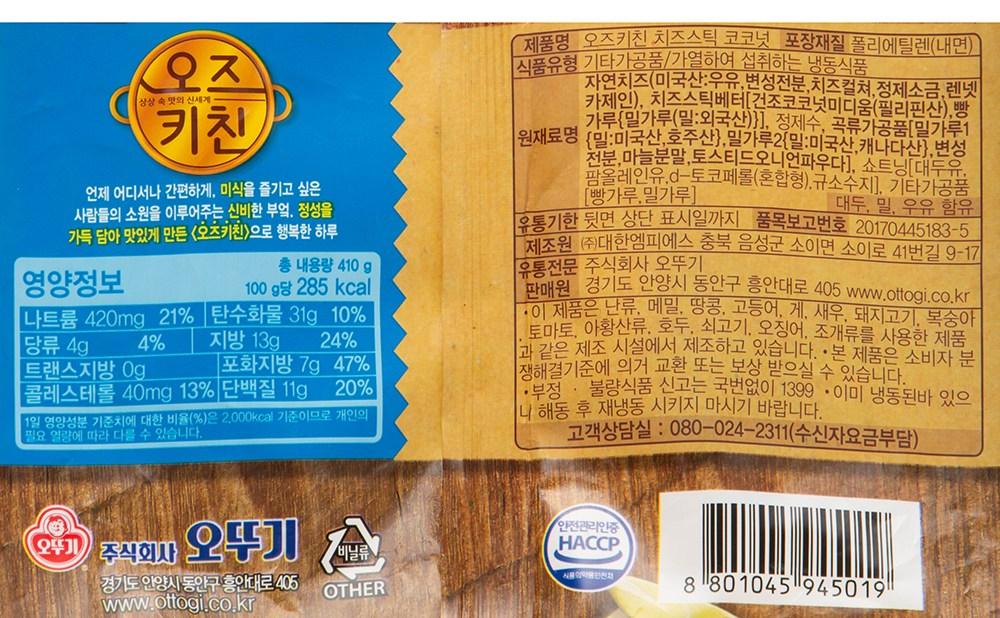 오즈
상상 속 맛의 신세계
키친
언제 어디서나 간편하게, 미식을 즐기고 싶은
사람들의 소원을 이루어주는 신비한 부엌. 정성을
가득 담아 맛있게 만든 <오즈키친>으로 행복한 하루
영양정보
총 내용량 410 g
100 g당 285 kcal
나트륨 420mg 21% 탄수화물 31g 10%
당류 4g 4% 지방 13g 24%
트랜스지방 0g 포화지방 7g 47%
콜레스테롤 40mg 13% 단백질 11g 20%
1일 영양성분 기준치에 대한 비율(%)은 2,000kcal 기준이므로 개인의
필요 열량에 따라 다를 수 있습니다.
제품명 오즈키친 치즈스틱 코코넛 포장재질 폴리에틸렌(내면)
식품유형 기타가공품/가열하여 섭취하는 냉동식품
원재료명
자연치즈(미국산:우유,변성전분,치즈컬쳐,정제소금,렌넷
카제인), 치즈스틱베터[건조코코넛미디움(필리핀산),빵
가루{밀가루(밀:외국산)}], 정제수, 곡류가공품[밀가루1
{밀:미국산,호주산},밀가루2{밀:미국산,캐나다산},변성
전분,마늘분말,토스티드오니언파우다], 쇼트닝[대두유,
팜올레인유,d-토코페롤(혼합형),규소수지], 기타가공품
[빵가루,밀가루]
대두, 밀, 우유 함유
유통기한 뒷면 상단 표시일까지 품목보고번호 20170445183-5
제조원 ㈜대한엠피에스 충북 음성군 소이면 소이로 41번길 9-17
유통전문 주식회사 오뚜기
판매원 경기도 안양시 동안구 흥안대로 405 www.ottogi.co.kr
•이 제품은 난류, 메밀, 땅콩, 고등어, 게, 새우, 돼지고기, 복숭아
토마토, 아황산류, 호두, 쇠고기, 오징어, 조개류를 사용한 제품
과 같은 제조 시설에서 제조하고 있습니다. •본 제품은 소비자 분
쟁해결기준에 의거 교환 또는 보상 받으실 수 있습니다.
•부정 · 불량식품 신고는 국번없이 1399 •이미 냉동된바 있으
니 해동 후 재냉동 시키지 마시기 바랍니다.
고객상담실 : 080-024-2311(수신자요금부담)
오뚜기
주식회사 오뚜기
경기도 안양시 동안구 흥안대로 405
www.ottogi.co.kr
비닐류
OTHER
안전관리인증
HACCP
식품의약품안전처
8 801045 945019